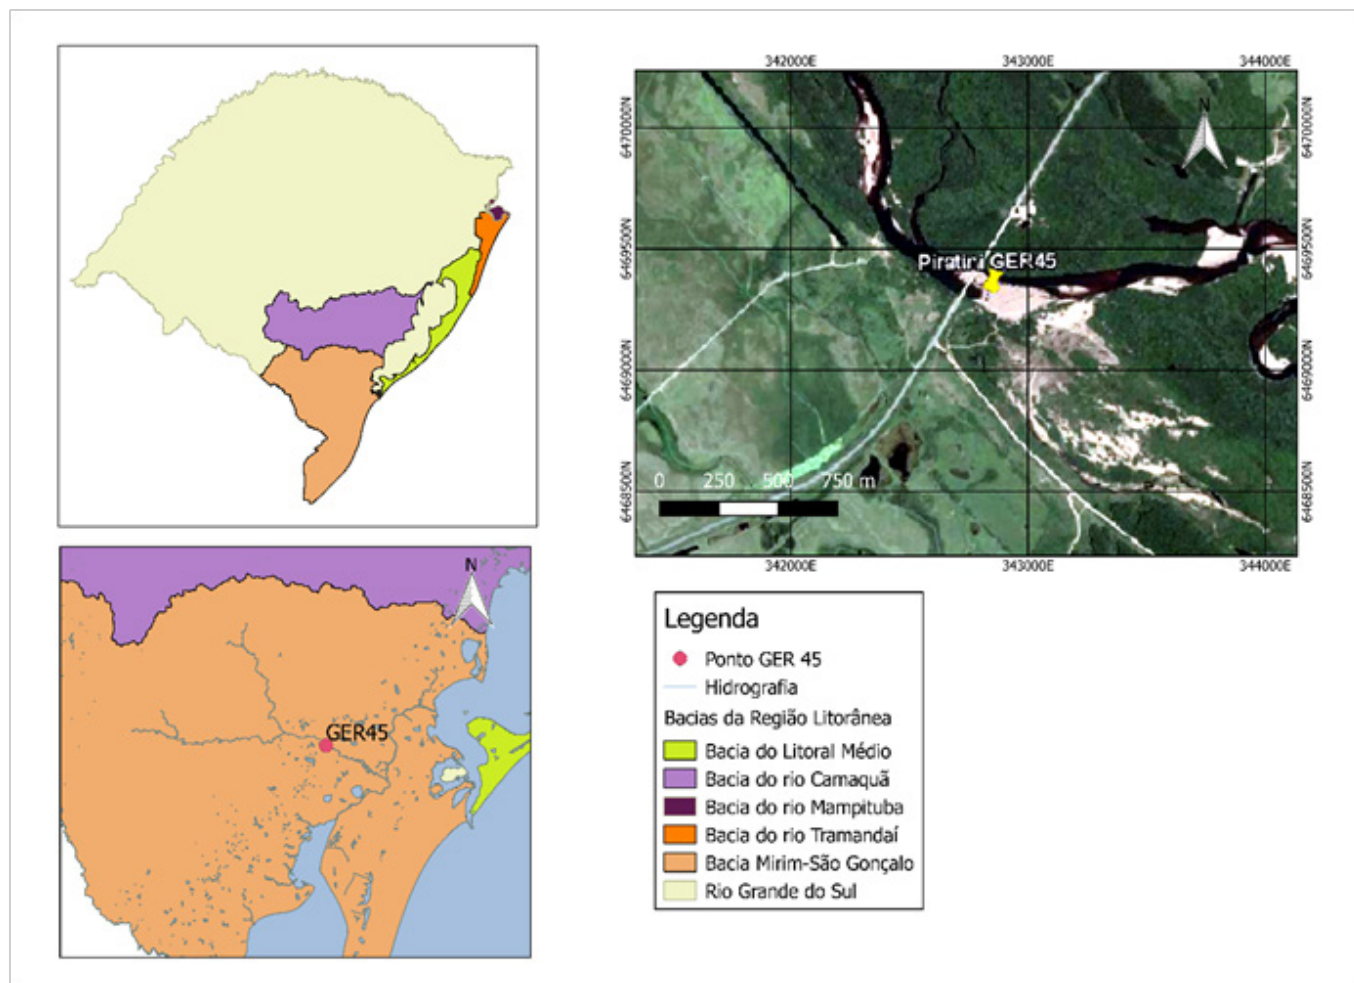 342000E 343000E 344000E
6470000N 6470000N
N
6469500N 6469500N
Piratini GER45
6469000N 6469000N
0 250 500 750 m
6468500N 6468500N
342000E 343000E 344000E
N
GER45
Legenda
Ponto GER 45
Hidrografia
Bacias da Região Litorânea
Bacia do Litoral Médio
Bacia do rio Camaquã
Bacia do rio Mampituba
Bacia do rio Tramandaí
Bacia Mirim-São Gonçalo
Rio Grande do Sul